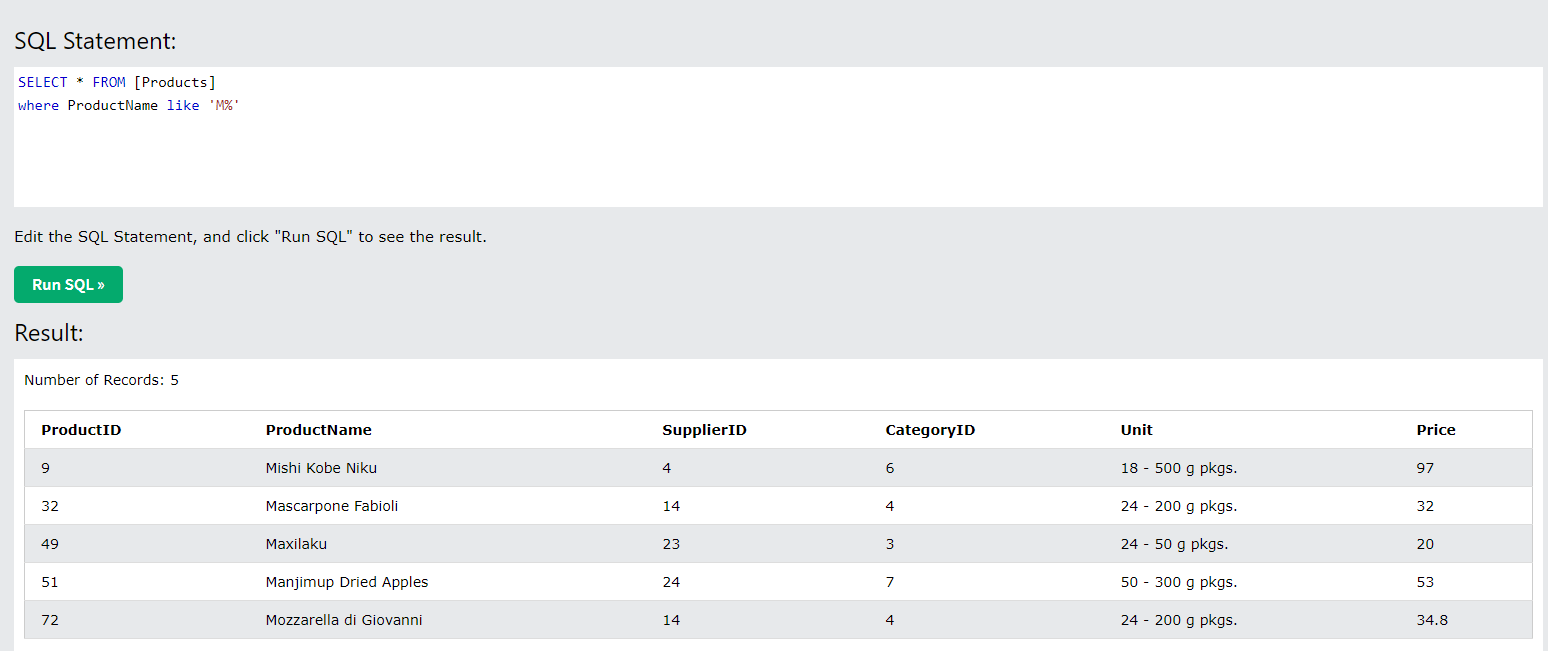 SQL Statement:
SELECT * FROM [Products]
where ProductName like 'M%'
Edit the SQL Statement, and click "Run SQL" to see the result.
Run SQL »
Result:
Number of Records: 5
ProductID ProductName SupplierID CategoryID Unit Price
9 Mishi Kobe Niku 4 6 18 - 500 g pkgs. 97
32 Mascarpone Fabioli 14 4 24 - 200 g pkgs. 32
49 Maxilaku 23 3 24 - 50 g pkgs. 20
51 Manjimup Dried Apples 24 7 50 - 300 g pkgs. 53
72 Mozzarella di Giovanni 14 4 24 - 200 g pkgs. 34.8